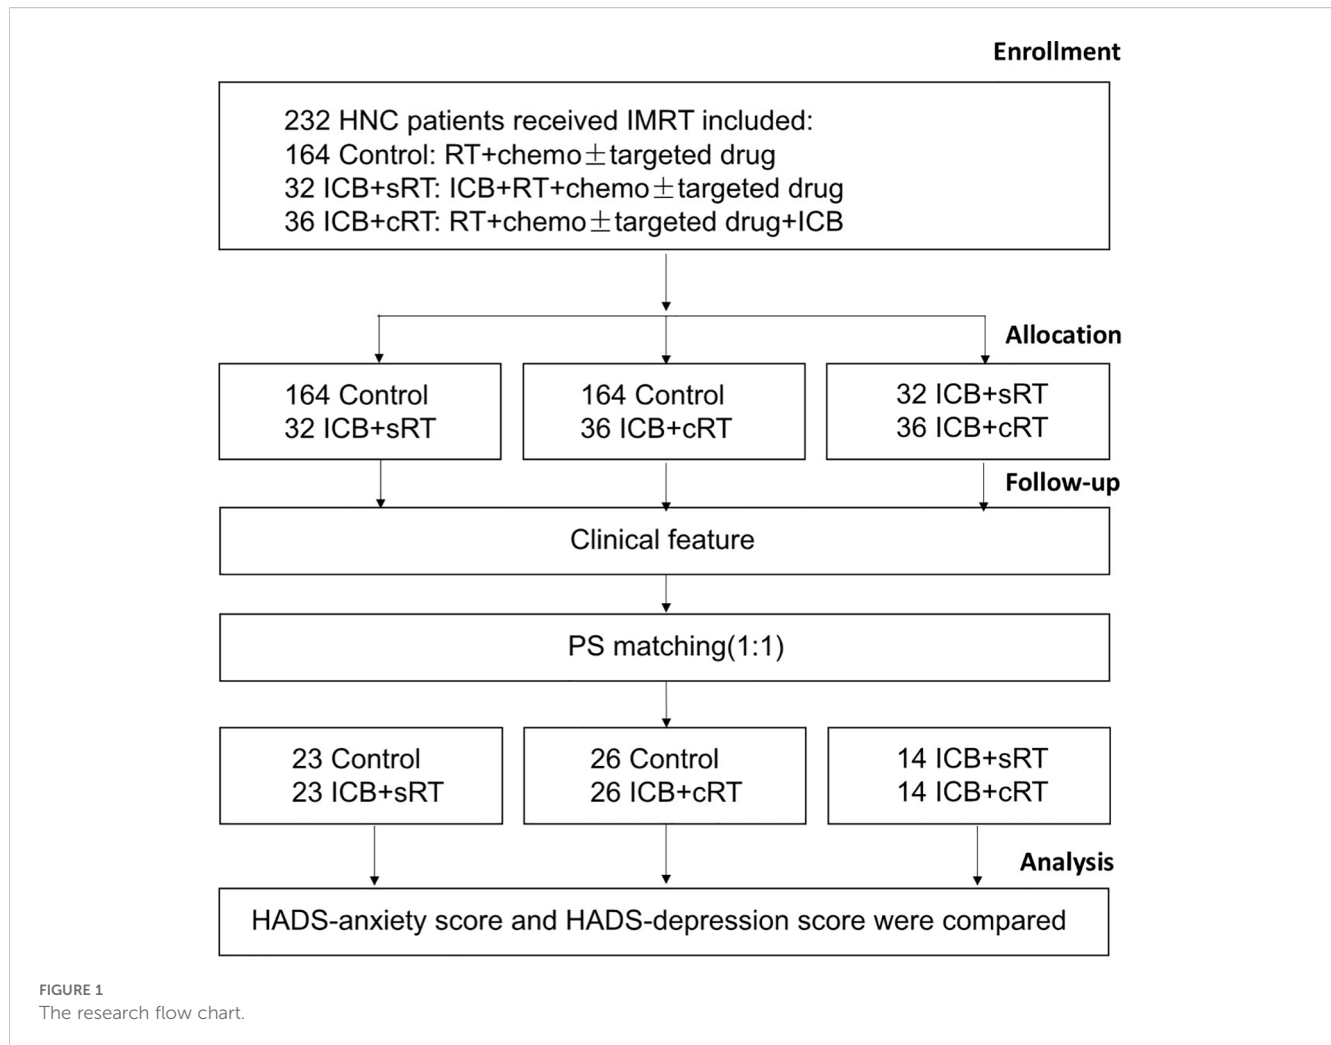 Enrollment
232 HNC patients received IMRT included:
164 Control: RT+chemo±targeted drug
32 ICB+sRT: ICB+RT+chemo±targeted drug
36 ICB+cRT: RT+chemo±targeted drug+ICB
Allocation
164 Control
32 ICB+sRT
164 Control
36 ICB+cRT
32 ICB+sRT
36 ICB+cRT
Follow-up
Clinical feature
PS matching(1:1)
23 Control
23 ICB+sRT
26 Control
26 ICB+cRT
14 ICB+sRT
14 ICB+cRT
Analysis
HADS-anxiety score and HADS-depression score were compared
FIGURE 1
The research flow chart.